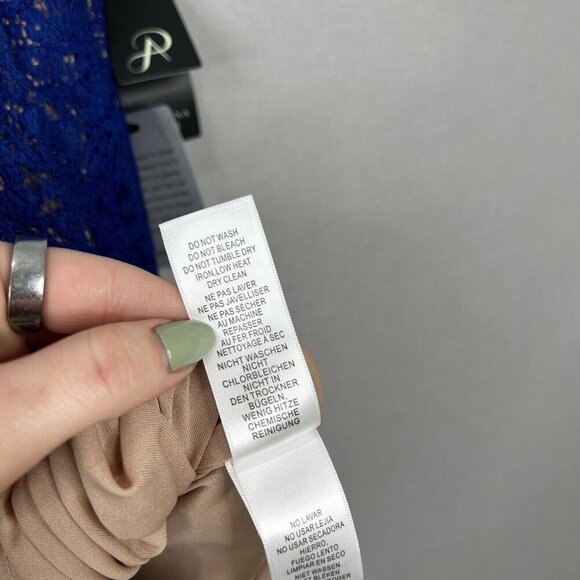 DO NOT WASH
DO NOT BLEACH
DO NOT TUMBLE DRY
IRON,LOW HEAT
DRY CLEAN
NE PAS LAVER
NE PAS JAVELLISER
NE PAS SÉCHER
AU MACHINE
REPASSER
AU FER FROID
NETTOYAGE À SEC
NICHT WASCHEN
NICHT
CHLORBLEICHEN
NICHT IN
DEN TROCKNER
BÜGELN,
WENIG HITZE
CHEMISCHE
REINIGUNG
NO LAVAR
NO USAR LEJIA
NO USAR SECADORA
HIERRO,
FUEGO LENTO
LIMPIAR EN SECO
NIET WASSEN
BLEKEN